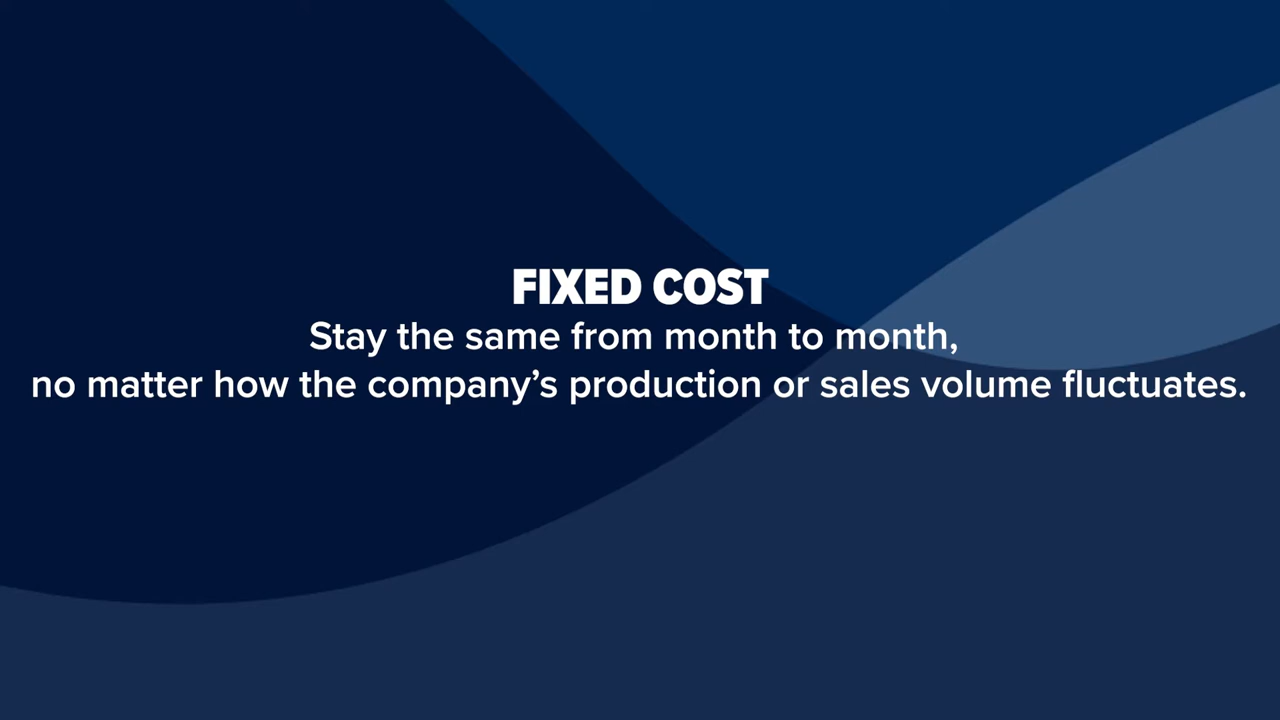 FIXED COST
Stay the same from month to month,
no matter how the company’s production or sales volume fluctuates.